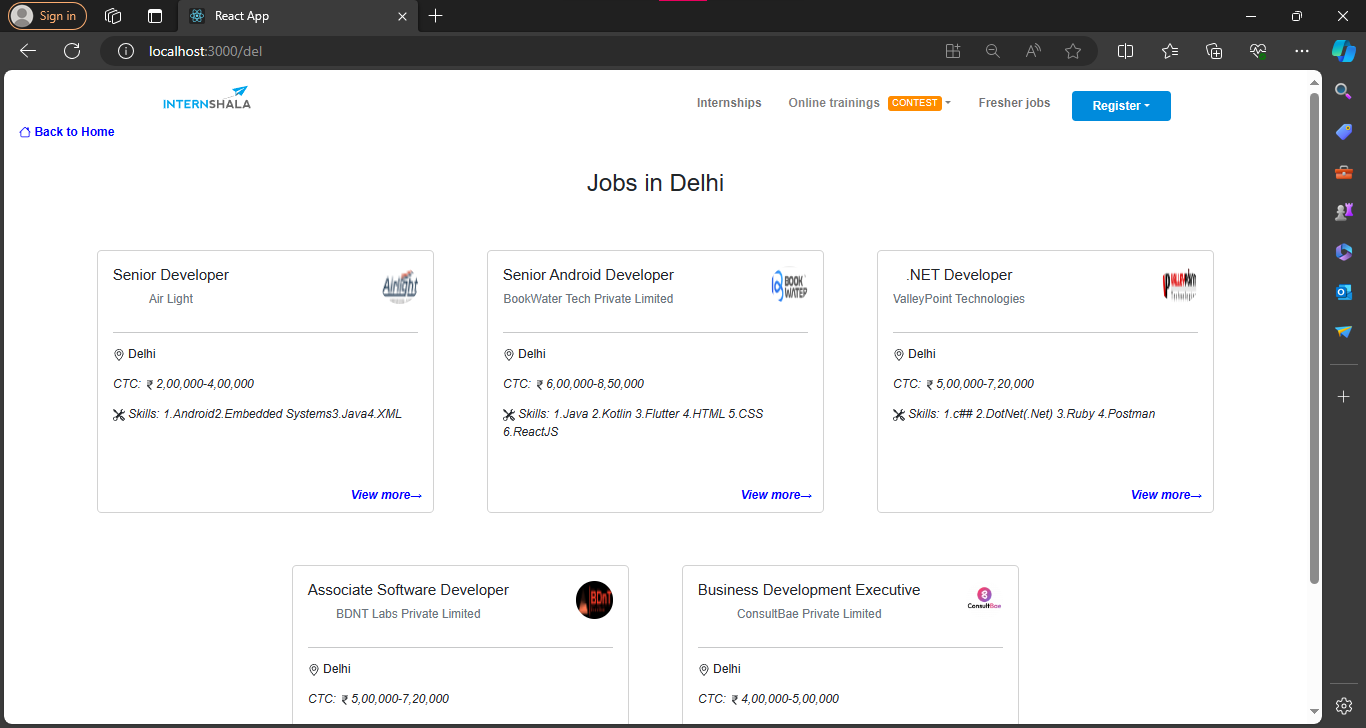 Sign in
React App
localhost:3000/del
INTERNSHALA
Internships
Online trainings CONTEST
Fresher jobs
Register
Back to Home
Jobs in Delhi
Senior Developer
Air Light
Airlight
Delhi
CTC: ₹ 2,00,000-4,00,000
Skills: 1.Android2.Embedded Systems3.Java4.XML
View more→
Senior Android Developer
BookWater Tech Private Limited
BOOK
WATER
Delhi
CTC: ₹ 6,00,000-8,50,000
Skills: 1.Java 2.Kotlin 3.Flutter 4.HTML 5.CSS
6.ReactJS
View more→
.NET Developer
ValleyPoint Technologies
Delhi
CTC: ₹ 5,00,000-7,20,000
Skills: 1.c## 2.DotNet(.Net) 3.Ruby 4.Postman
View more→
Associate Software Developer
BDNT Labs Private Limited
BDnT
Delhi
CTC: ₹ 5,00,000-7,20,000
Business Development Executive
ConsultBae Private Limited
ConsultBae
Delhi
CTC: ₹ 4,00,000-5,00,000